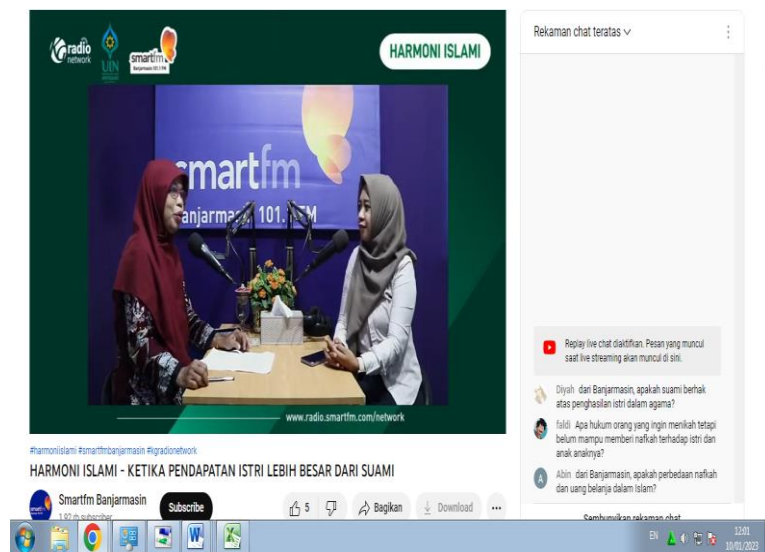 radio
network
UIN
smartfm
Banjarmasin 101.1 FM
HARMONI ISLAMI
smartfm
Banjarmasin 101.1 FM
www.radio.smartfm.com/network
#harmoniislami #smartfmbanjarmasin #kgradionetwork
HARMONI ISLAMI - KETIKA PENDAPATAN ISTRI LEBIH BESAR DARI SUAMI
Smartfm Banjarmasin
1,92 rb subscriber
Subscribe
5
Bagikan
Download
Rekaman chat teratas
Replay live chat diaktifkan. Pesan yang muncul
saat live streaming akan muncul di sini.
Diyah dari Banjarmasin, apakah suami berhak
atas penghasilan istri dalam agama?
faldi Apa hukum orang yang ingin menikah tetapi
belum mampu memberi nafkah terhadap istri dan
anak anaknya?
A
Abin dari Banjarmasin, apakah perbedaan nafkah
dan uang belanja dalam Islam?
Sembunyikan rekaman chat
EN
12:01
10/01/2023